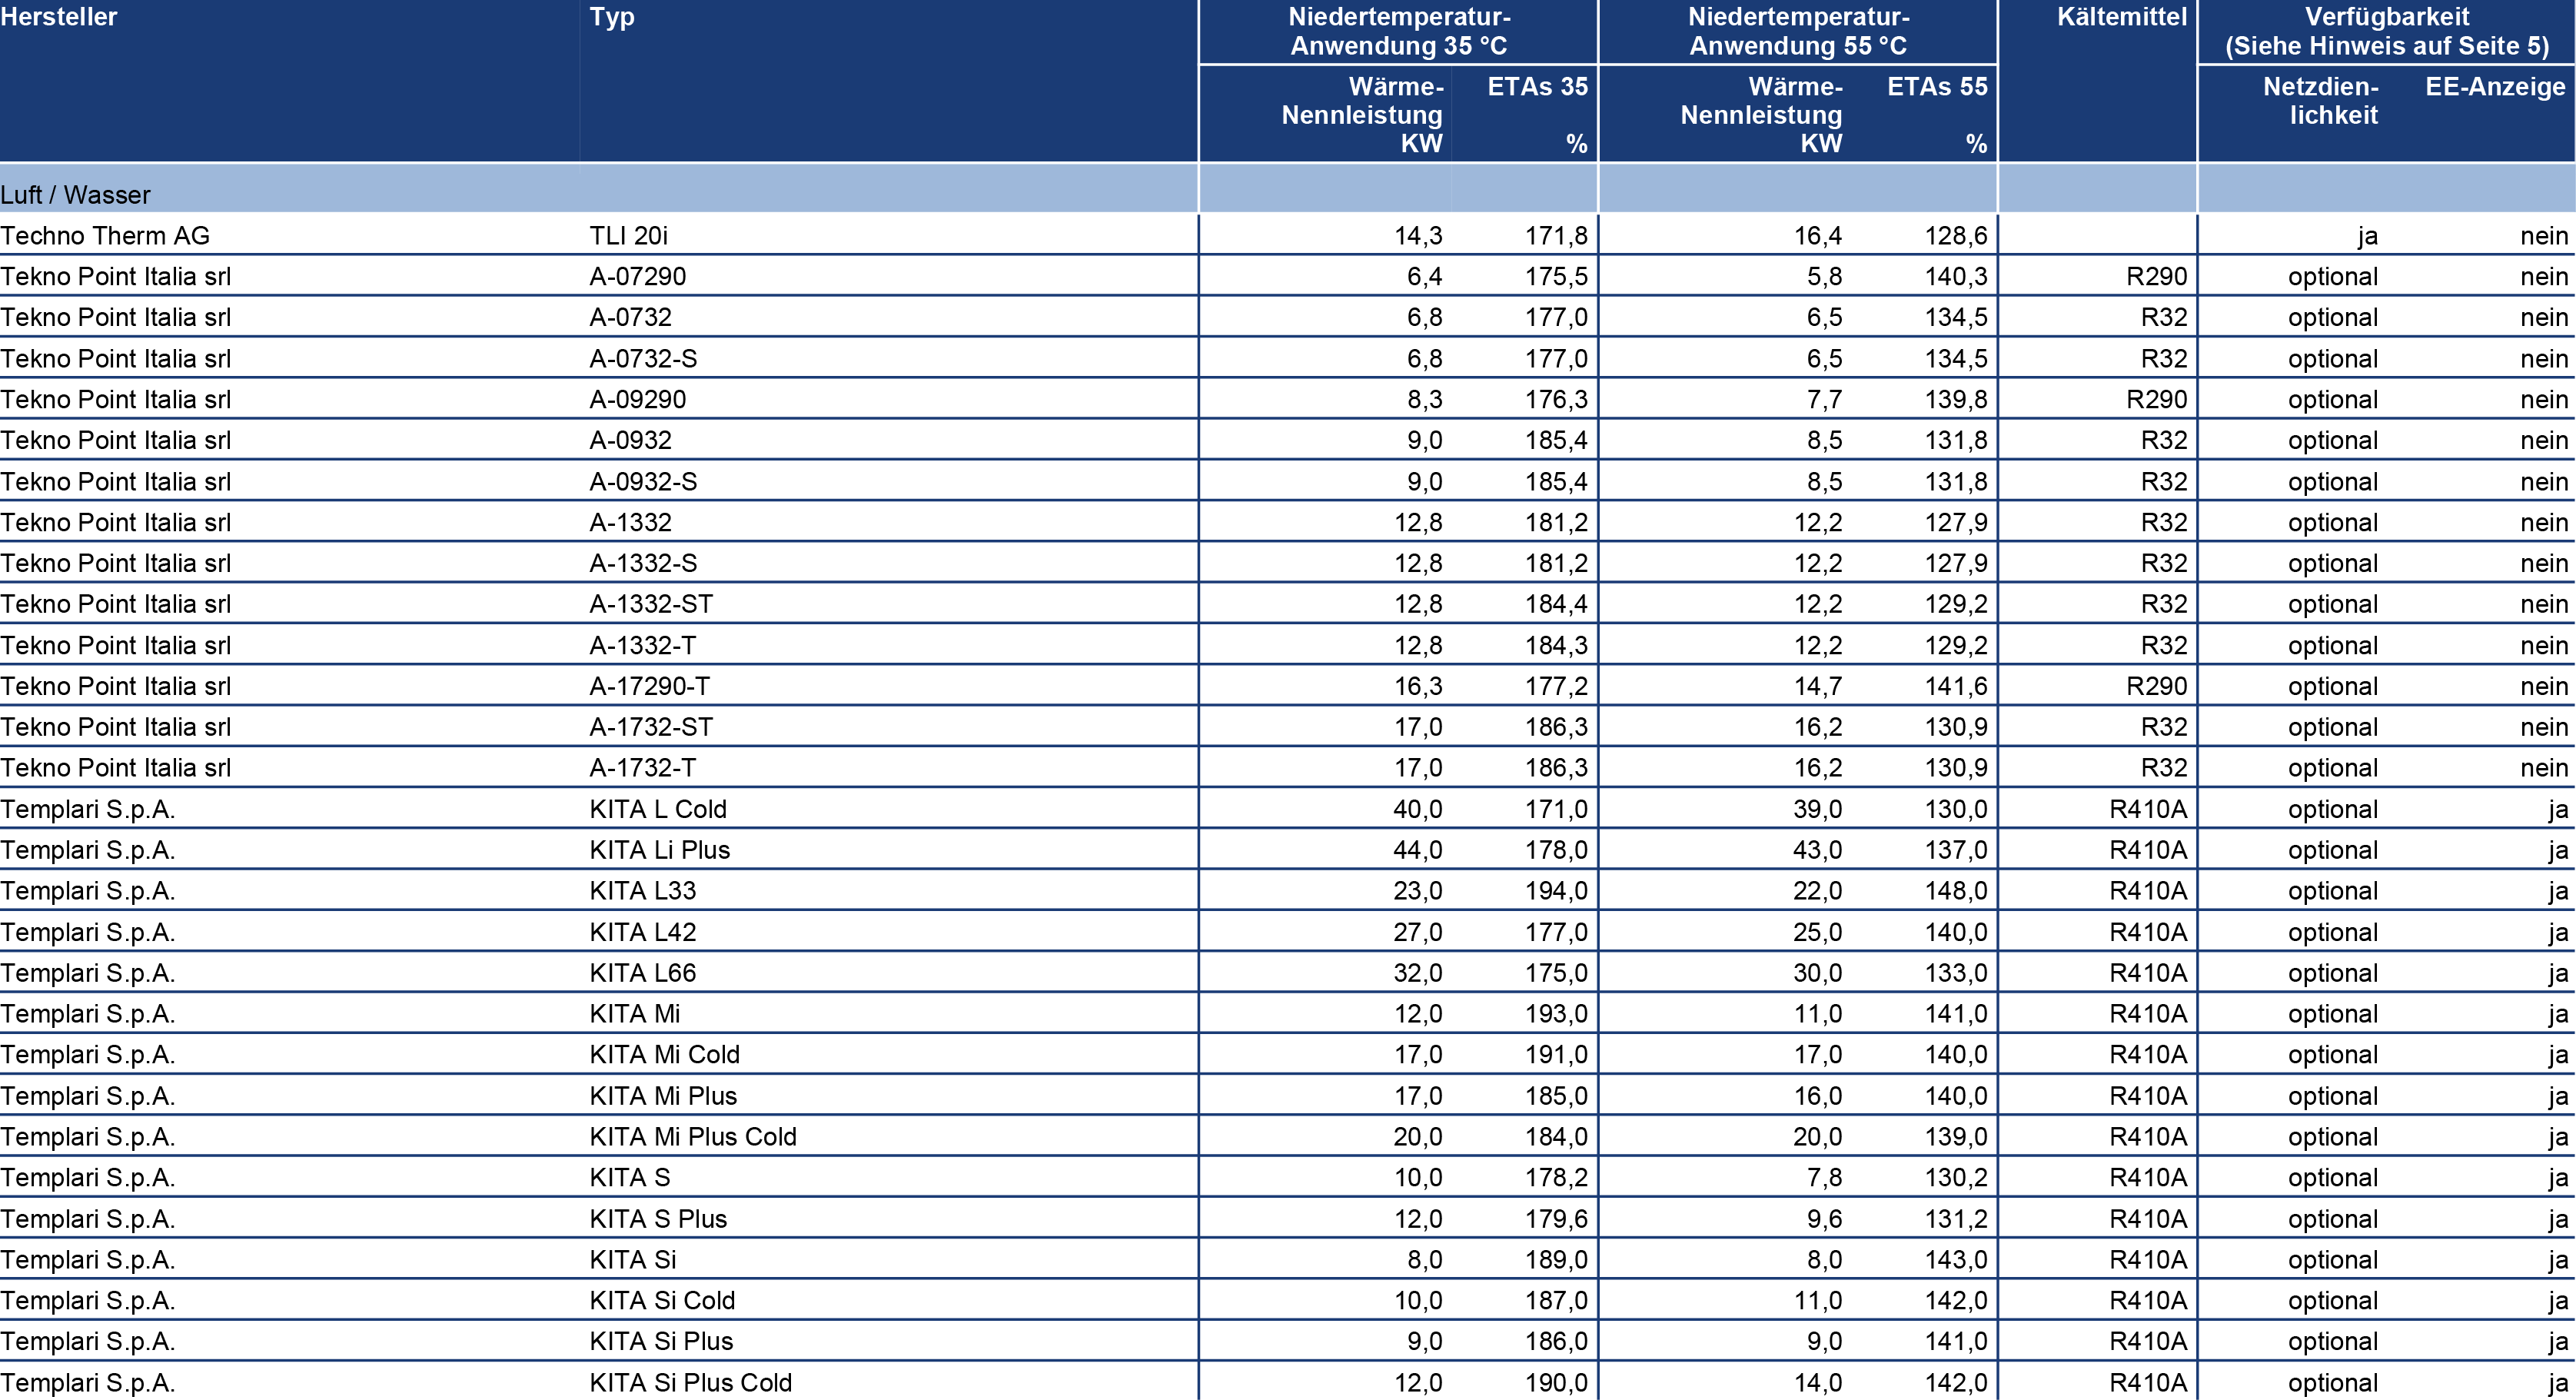 Hersteller Typ Niedertemperatur- Niedertemperatur- Kältemittel Verfügbarkeit
Anwendung 35 °C Anwendung 55 °C (Siehe Hinweis auf Seite 5)
Wärme- ETAs 35 Wärme- ETAs 55 Netzdien- EE-Anzeige
Nennleistung Nennleistung lichkeit
KW % KW %
Luft / Wasser
Techno Therm AG TLI 20i 14,3 171,8 16,4 128,6 ja nein
Tekno Point Italia srl A-07290 6,4 175,5 5,8 140,3 R290 optional nein
Tekno Point Italia srl A-0732 6,8 177,0 6,5 134,5 R32 optional nein
Tekno Point Italia srl A-0732-S 6,8 177,0 6,5 134,5 R32 optional nein
Tekno Point Italia srl A-09290 8,3 176,3 7,7 139,8 R290 optional nein
Tekno Point Italia srl A-0932 9,0 185,4 8,5 131,8 R32 optional nein
Tekno Point Italia srl A-0932-S 9,0 185,4 8,5 131,8 R32 optional nein
Tekno Point Italia srl A-1332 12,8 181,2 12,2 127,9 R32 optional nein
Tekno Point Italia srl A-1332-S 12,8 181,2 12,2 127,9 R32 optional nein
Tekno Point Italia srl A-1332-ST 12,8 184,4 12,2 129,2 R32 optional nein
Tekno Point Italia srl A-1332-T 12,8 184,3 12,2 129,2 R32 optional nein
Tekno Point Italia srl A-17290-T 16,3 177,2 14,7 141,6 R290 optional nein
Tekno Point Italia srl A-1732-ST 17,0 186,3 16,2 130,9 R32 optional nein
Tekno Point Italia srl A-1732-T 17,0 186,3 16,2 130,9 R32 optional nein
Templari S.p.A. KITA L Cold 40,0 171,0 39,0 130,0 R410A optional ja
Templari S.p.A. KITA Li Plus 44,0 178,0 43,0 137,0 R410A optional ja
Templari S.p.A. KITA L33 23,0 194,0 22,0 148,0 R410A optional ja
Templari S.p.A. KITA L42 27,0 177,0 25,0 140,0 R410A optional ja
Templari S.p.A. KITA L66 32,0 175,0 30,0 133,0 R410A optional ja
Templari S.p.A. KITA Mi 12,0 193,0 11,0 141,0 R410A optional ja
Templari S.p.A. KITA Mi Cold 17,0 191,0 17,0 140,0 R410A optional ja
Templari S.p.A. KITA Mi Plus 17,0 185,0 16,0 140,0 R410A optional ja
Templari S.p.A. KITA Mi Plus Cold 20,0 184,0 20,0 139,0 R410A optional ja
Templari S.p.A. KITA S 10,0 178,2 7,8 130,2 R410A optional ja
Templari S.p.A. KITA S Plus 12,0 179,6 9,6 131,2 R410A optional ja
Templari S.p.A. KITA Si 8,0 189,0 8,0 143,0 R410A optional ja
Templari S.p.A. KITA Si Cold 10,0 187,0 11,0 142,0 R410A optional ja
Templari S.p.A. KITA Si Plus 9,0 186,0 9,0 141,0 R410A optional ja
Templari S.p.A. KITA Si Plus Cold 12,0 190,0 14,0 142,0 R410A optional ja